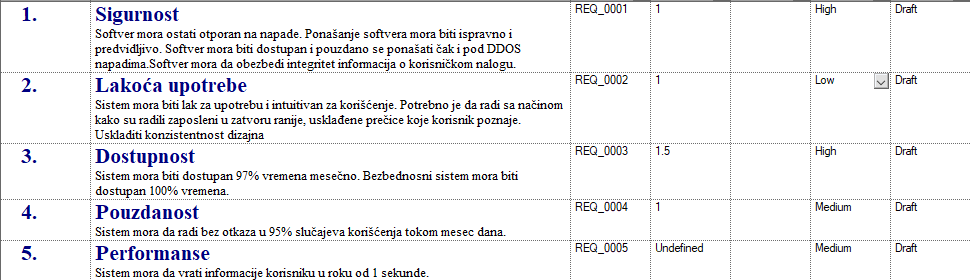 1. Sigurnost REQ_0001 1 High Draft
Softver mora ostati otporan na napade. Ponašanje softvera mora biti ispravno i
predvidljivo. Softver mora biti dostupan i pouzdano se ponašati čak i pod DDOS
napadima.Softver mora da obezbedi integritet informacija o korisničkom nalogu.
2. Lakoća upotrebe REQ_0002 1 Low Draft
Sistem mora biti lak za upotrebu i intuitivan za korišćenje. Potrebno je da radi sa načinom
kako su radili zaposleni u zatvoru ranije, usklađene prečice koje korisnik poznaje.
Uskladiti konzistentnost dizajna
3. Dostupnost REQ_0003 1.5 High Draft
Sistem mora biti dostupan 97% vremena mesečno. Bezbednosni sistem mora biti
dostupan 100% vremena.
4. Pouzdanost REQ_0004 1 Medium Draft
Sistem mora da radi bez otkaza u 95% slučajeva korišćenja tokom mesec dana.
5. Performanse REQ_0005 Undefined Medium Draft
Sistem mora da vrati informacije korisniku u roku od 1 sekunde.